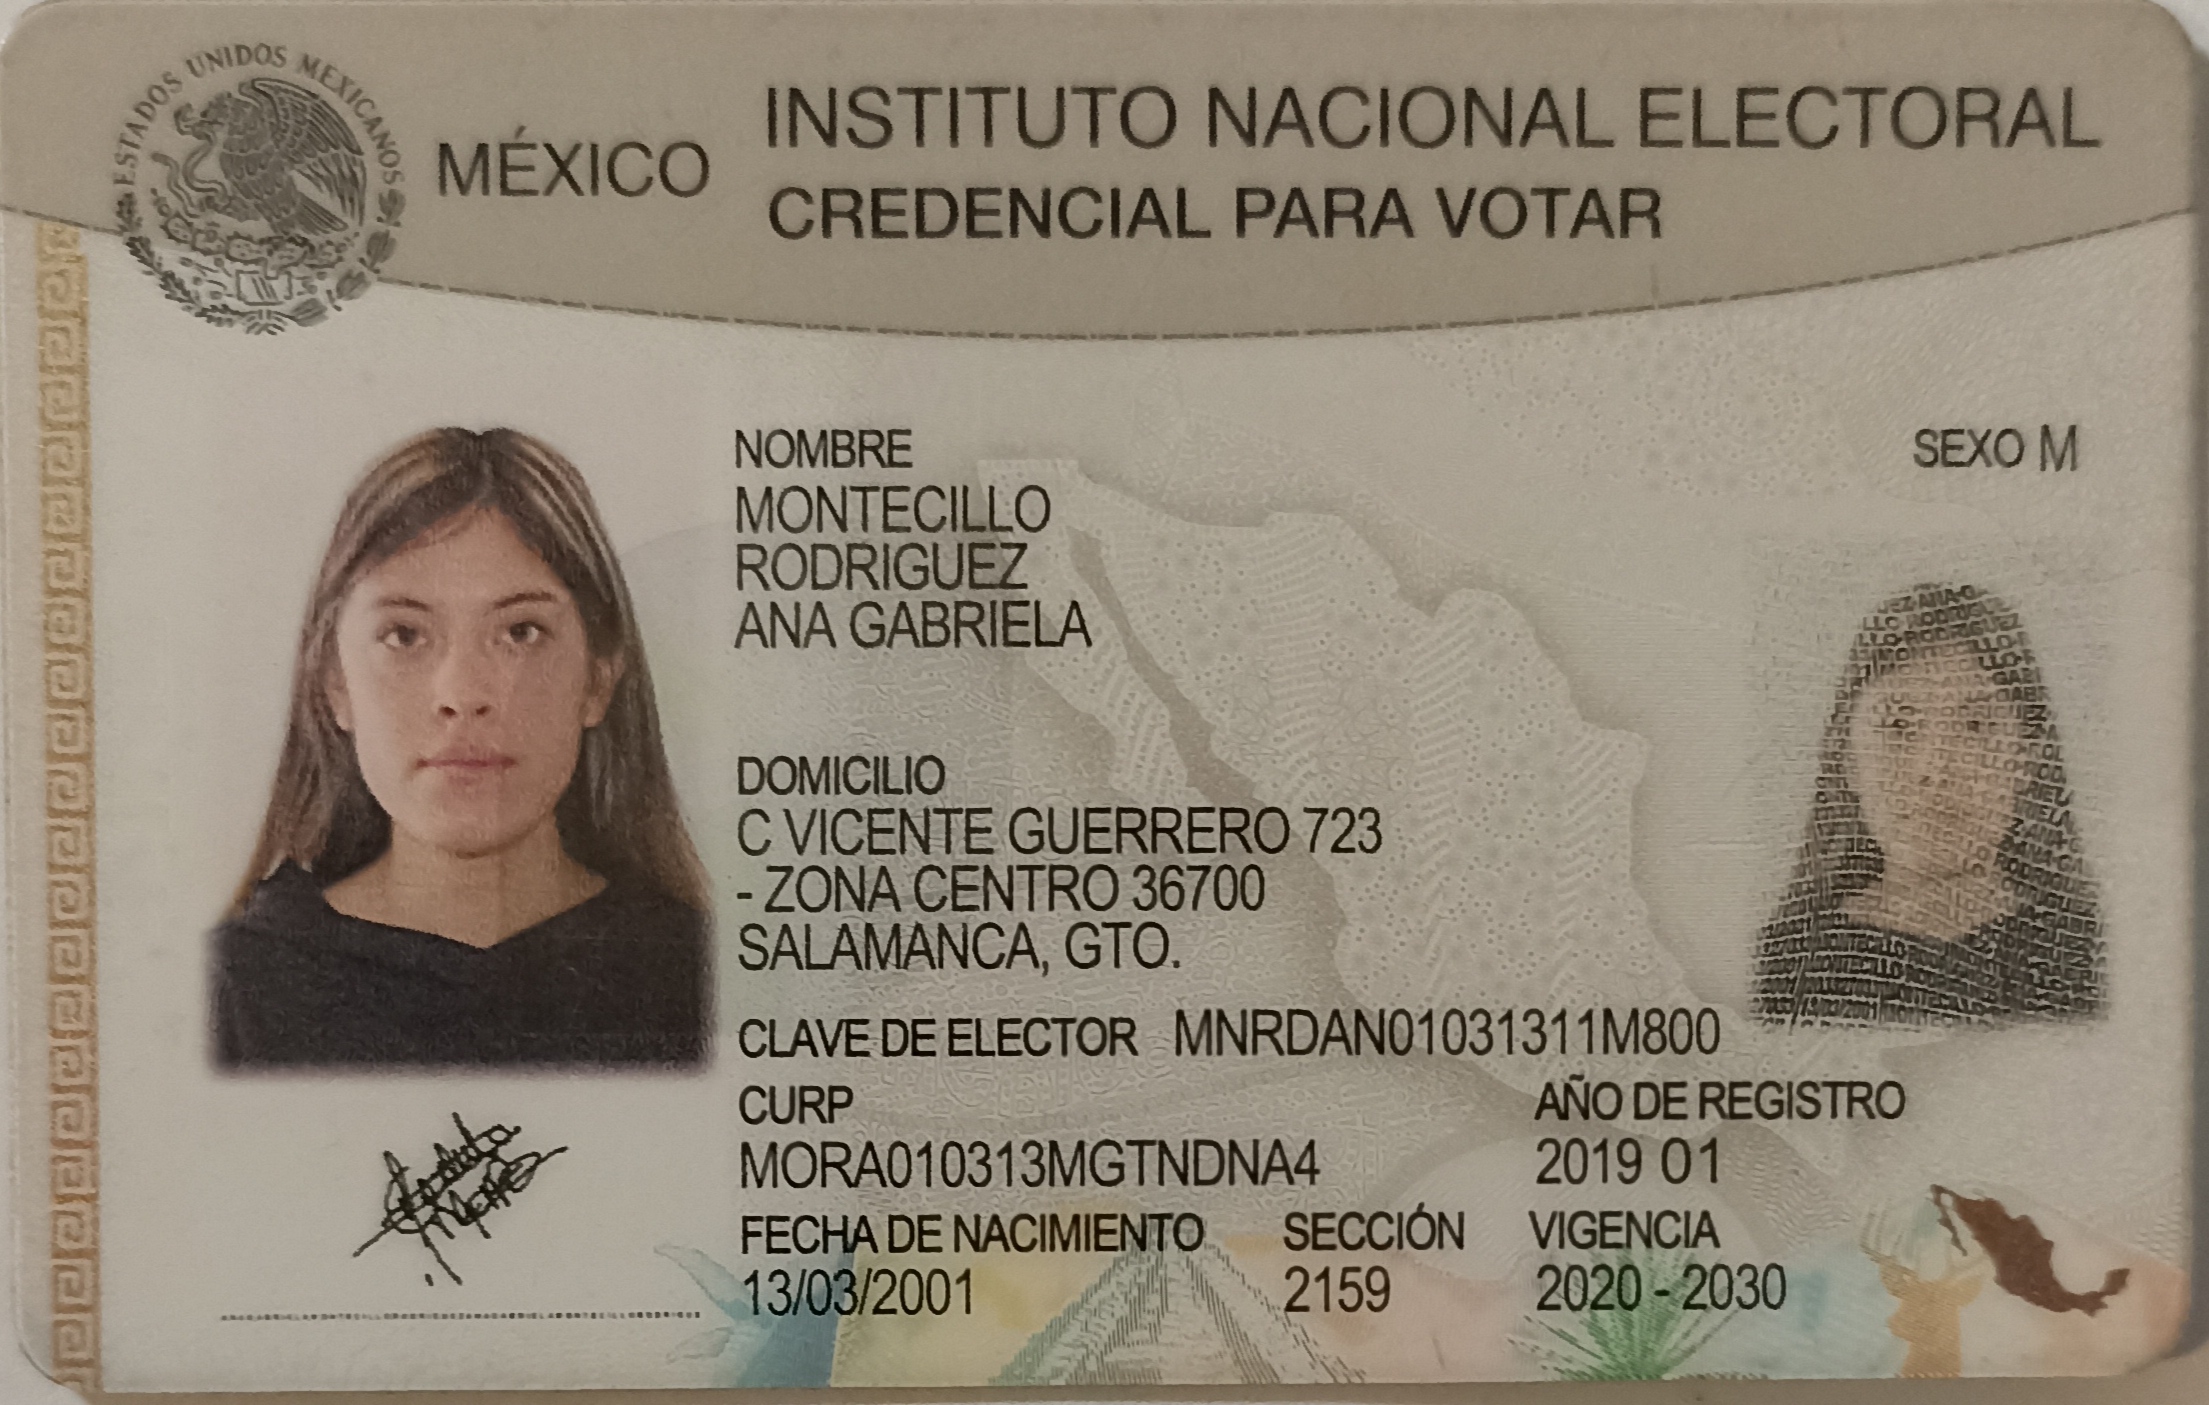 ESTADOS UNIDOS MEXICANOS
MÉXICO
INSTITUTO NACIONAL ELECTORAL
CREDENCIAL PARA VOTAR
NOMBRE
MONTECILLO
RODRIGUEZ
ANA GABRIELA
SEXO M
DOMICILIO
C VICENTE GUERRERO 723
- ZONA CENTRO 36700
SALAMANCA, GTO.
CLAVE DE ELECTOR MNRDAN01031311M800
CURP
MORA010313MGTNDNA4
AÑO DE REGISTRO
2019 01
FECHA DE NACIMIENTO
13/03/2001
SECCIÓN
2159
VIGENCIA
2020 - 2030